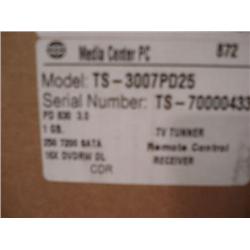 Media Center PC 872
Model: TS-3007PD25
Serial Number: TS-70000433
PD 830 3.0
1 GB.
250 7200 SATA TV TUNNER
16X DVDRW DL Remote Control
CDR RECEIVER